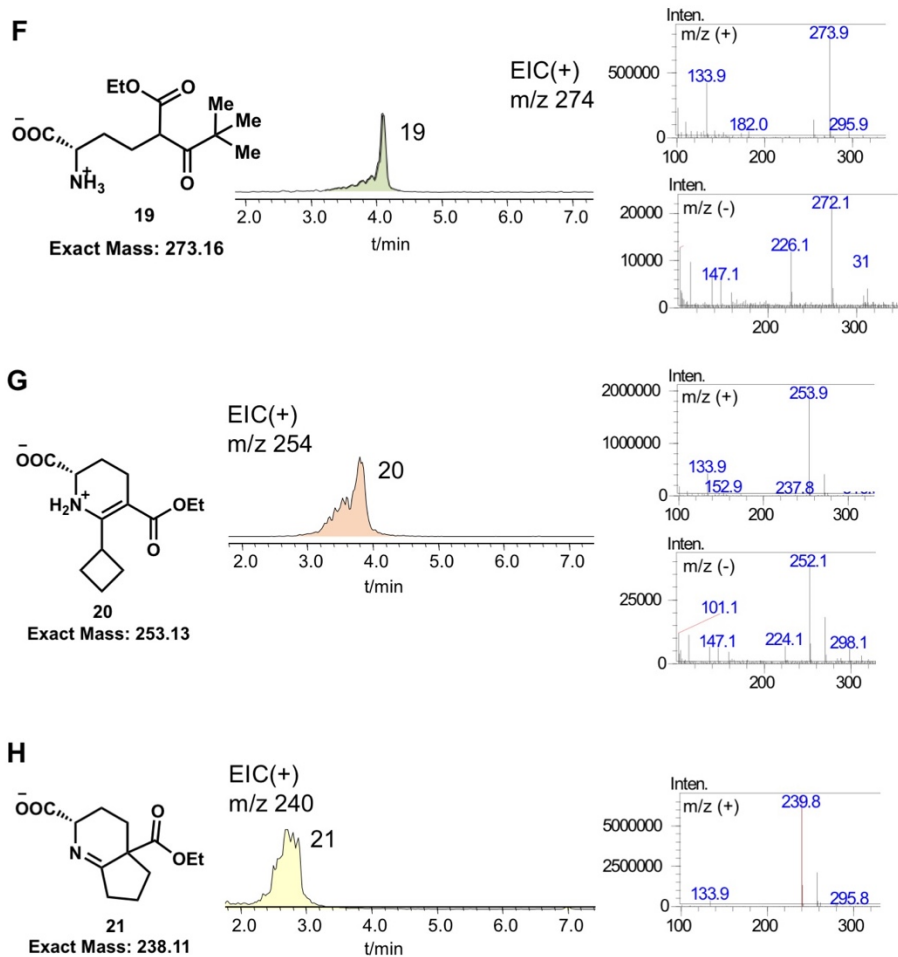 F
EtO
O
Me
Me
Me
⁻OOC
NH₃⁺
O
19
Exact Mass: 273.16
EIC(+)
m/z 274
19
2.0 3.0 4.0 5.0 6.0 7.0
t/min
Inten.
m/z (+)
273.9
500000
133.9
182.0
295.9
0
100 200 300
Inten.
m/z (-)
272.1
20000
226.1
10000
147.1
31
0
200 300
G
EIC(+)
m/z 254
20
⁻OOC
H₂N⁺
OEt
O
20
Exact Mass: 253.13
2.0 3.0 4.0 5.0 6.0 7.0
t/min
Inten.
2000000
m/z (+)
253.9
1000000
133.9
152.9
237.8
0
100 200 300
Inten.
m/z (-)
252.1
25000
101.1
147.1
224.1
298.1
0
200 300
H
EIC(+)
m/z 240
21
⁻OOC
N
O
OEt
21
Exact Mass: 238.11
2.0 3.0 4.0 5.0 6.0 7.0
t/min
Inten.
m/z (+)
239.8
5000000
2500000
133.9
295.8
0
100 200 300